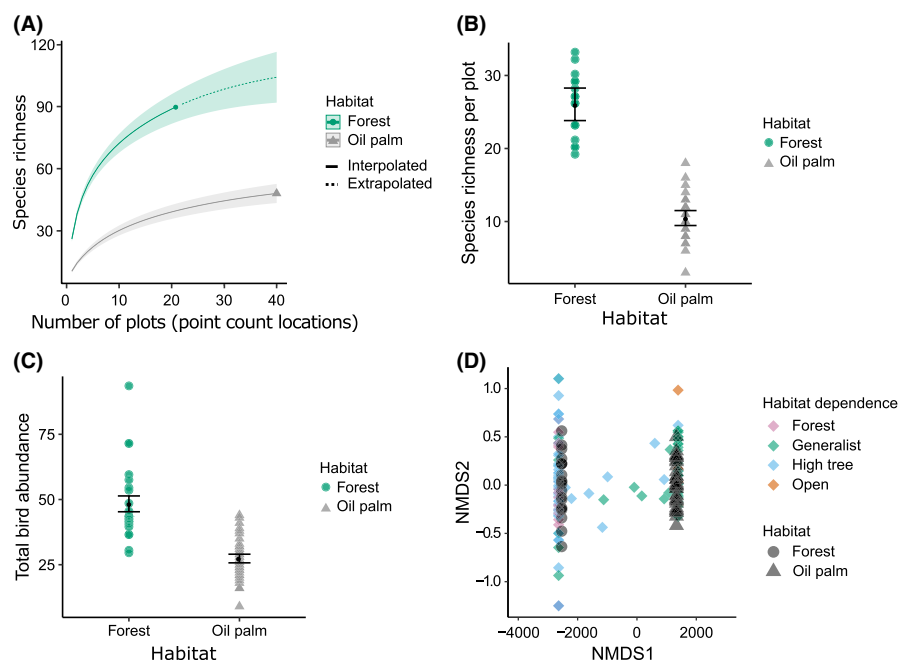 (A)
Species richness
120
90
60
30
0
10
20
30
40
Number of plots (point count locations)
Habitat
Forest
Oil palm
Interpolated
Extrapolated
(B)
Species richness per plot
30
20
10
Forest
Oil palm
Habitat
Habitat
Forest
Oil palm
(C)
Total bird abundance
75
50
25
Forest
Oil palm
Habitat
Habitat
Forest
Oil palm
(D)
NMDS2
1.0
0.5
0.0
−0.5
−1.0
−4000
−2000
0
2000
NMDS1
Habitat dependence
Forest
Generalist
High tree
Open
Habitat
Forest
Oil palm